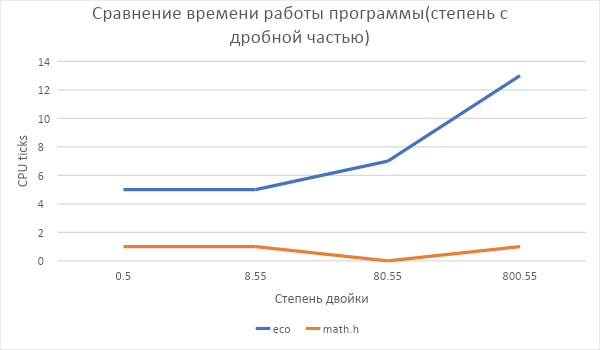 Сравнение времени работы программы(степень с
дробной частью)
14
12
10
8
6
4
2
0
CPU ticks
0.5 8.55 80.55 800.55
Степень двойки
eco math.h